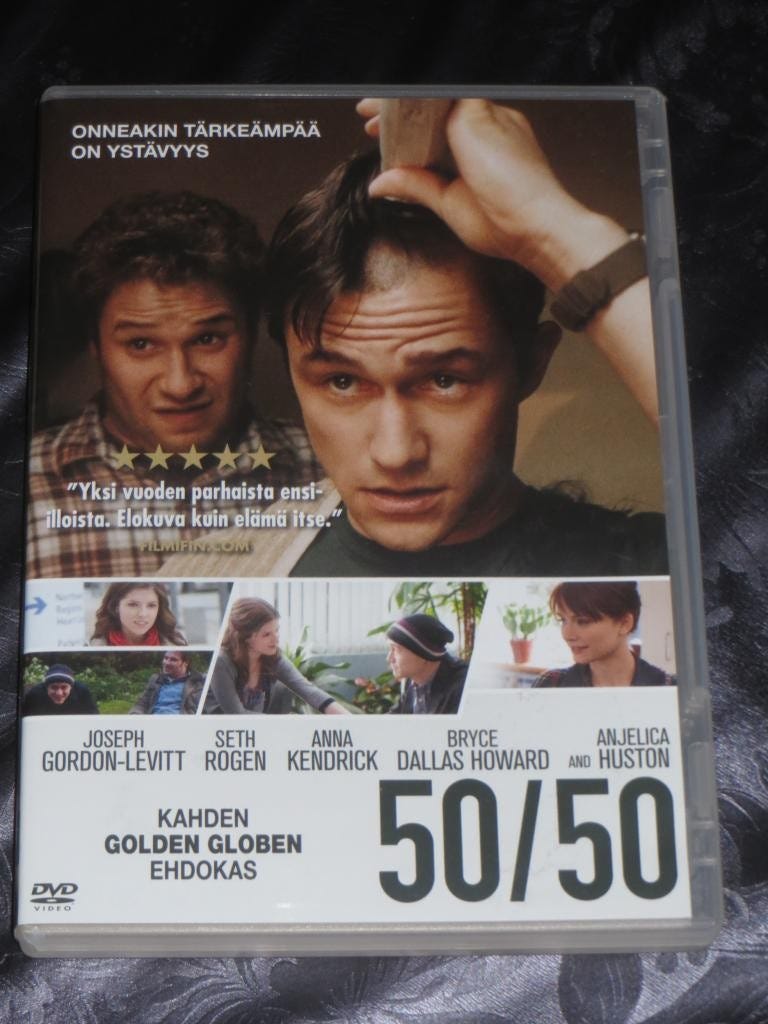 ONNEAKIN TÄRKEÄMPÄÄ
ON YSTÄVYYS
★★★★★
"Yksi vuoden parhaista ensi-
illoista. Elokuva kuin elämä itse."
FILMIFIN.COM
JOSEPH GORDON-LEVITT
SETH ROGEN
ANNA KENDRICK
BRYCE DALLAS HOWARD
AND ANJELICA HUSTON
KAHDEN
GOLDEN GLOBEN
EHDOKAS
50/50
DVD
VIDEO